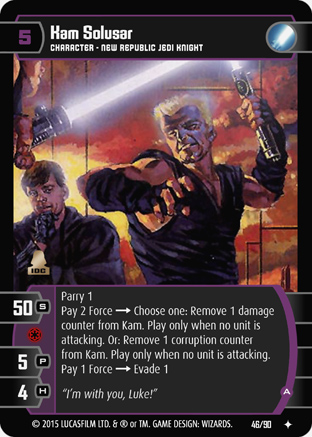 5 Kam Solusar
CHARACTER - NEW REPUBLIC JEDI KNIGHT
IDC
50 S
5 P
4 H
Parry 1
Pay 2 Force → Choose one: Remove 1 damage
counter from Kam. Play only when no unit is
attacking. Or: Remove 1 corruption counter
from Kam. Play only when no unit is attacking.
Pay 1 Force → Evade 1
"I'm with you, Luke!"
A
© 2015 LUCASFILM LTD. & ® or TM. GAME DESIGN: WIZARDS. 46/90